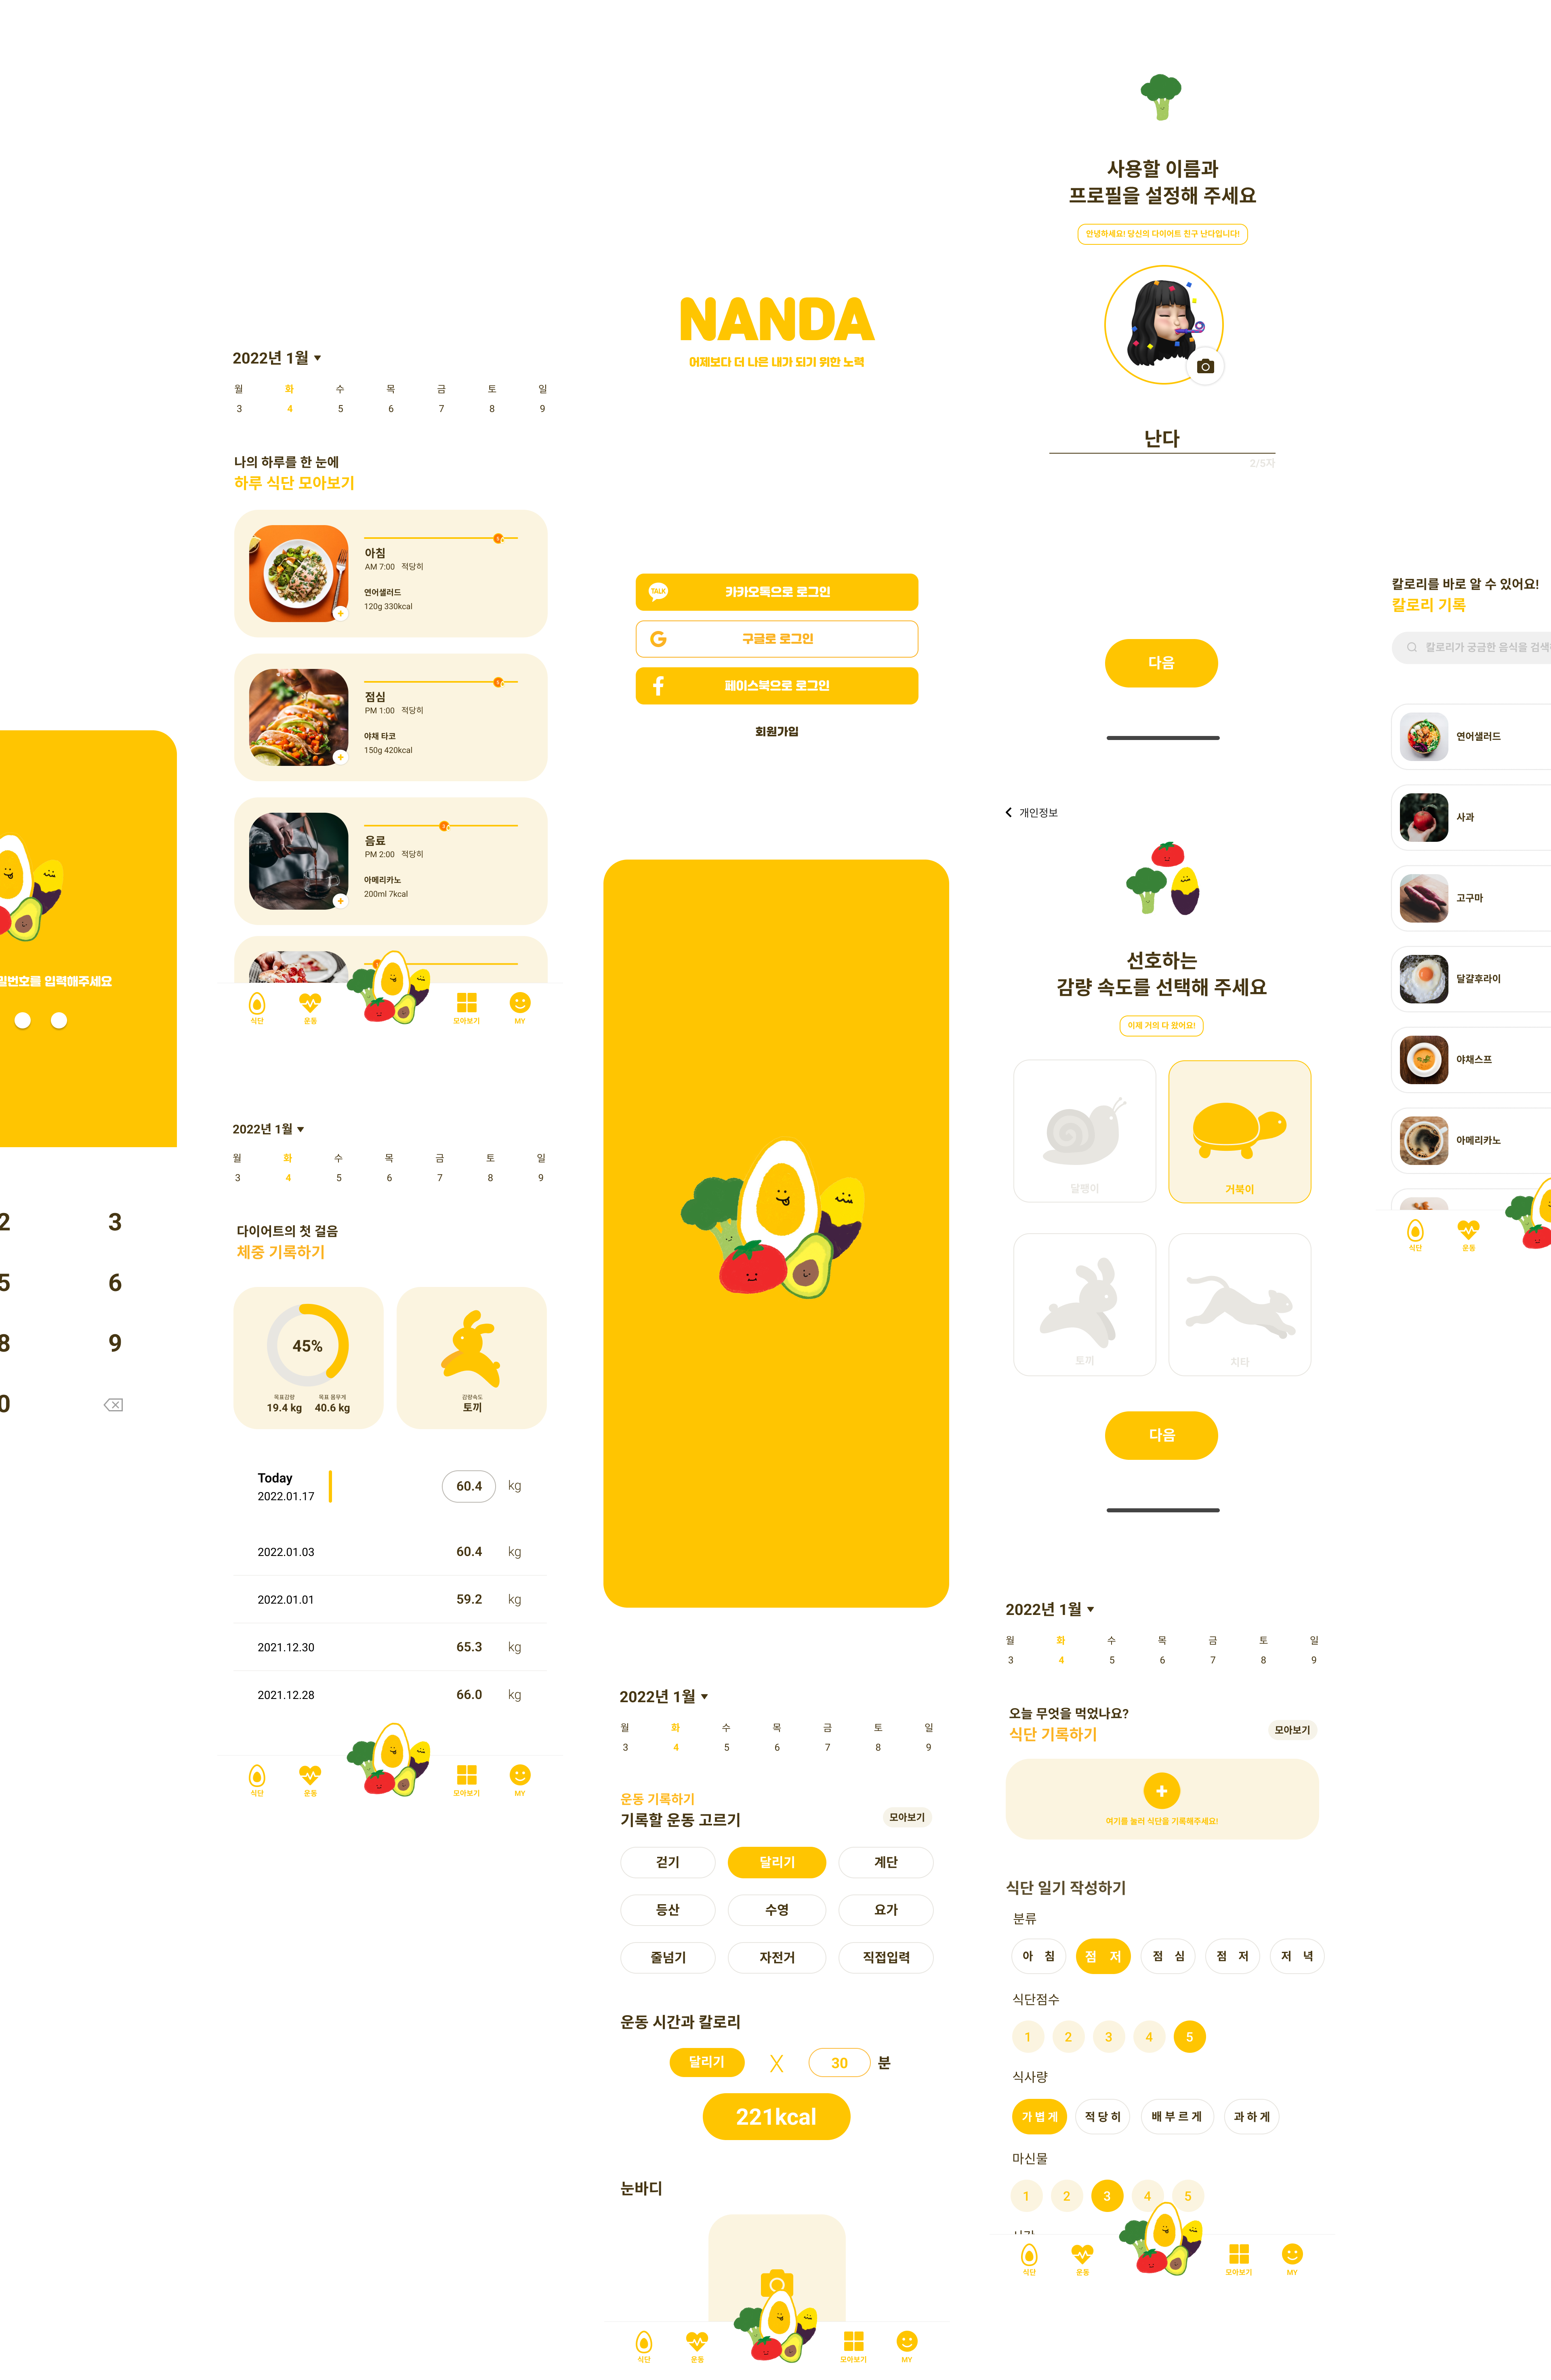 밀번호를 입력해주세요
2
3
5
6
8
9
0
2022년 1월
월 화 수 목 금 토 일
3 4 5 6 7 8 9
나의 하루를 한 눈에
하루 식단 모아보기
아침
AM 7:00 적당히
연어샐러드
120g 330kcal
점심
PM 1:00 적당히
야채 타코
150g 420kcal
음료
PM 2:00 적당히
아메리카노
200ml 7kcal
식단 운동 모아보기 MY
2022년 1월
월 화 수 목 금 토 일
3 4 5 6 7 8 9
다이어트의 첫 걸음
체중 기록하기
45%
목표감량 목표 몸무게
19.4 kg 40.6 kg
감량속도
토끼
Today
2022.01.17 60.4 kg
2022.01.03 60.4 kg
2022.01.01 59.2 kg
2021.12.30 65.3 kg
2021.12.28 66.0 kg
식단 운동 모아보기 MY
NANDA
어제보다 더 나은 내가 되기 위한 노력
TALK 카카오톡으로 로그인
G 구글로 로그인
f 페이스북으로 로그인
회원가입
2022년 1월
월 화 수 목 금 토 일
3 4 5 6 7 8 9
운동 기록하기
기록할 운동 고르기
모아보기
걷기 달리기 계단
등산 수영 요가
줄넘기 자전거 직접입력
운동 시간과 칼로리
달리기 X 30 분
221kcal
눈바디
식단 운동 모아보기 MY
사용할 이름과
프로필을 설정해 주세요
안녕하세요! 당신의 다이어트 친구 난다입니다!
난다
2/5자
다음
개인정보
선호하는
감량 속도를 선택해 주세요
이제 거의 다 왔어요!
달팽이 거북이
토끼 치타
다음
2022년 1월
월 화 수 목 금 토 일
3 4 5 6 7 8 9
오늘 무엇을 먹었나요?
식단 기록하기
모아보기
여기를 눌러 식단을 기록해주세요!
식단 일기 작성하기
분류
아 침 점 저 점 심 점 저 저 녁
식단점수
1 2 3 4 5
식사량
가볍게 적당히 배부르게 과하게
마신물
1 2 3 4 5
식단 운동 모아보기 MY
칼로리를 바로 알 수 있어요!
칼로리 기록
칼로리가 궁금한 음식을 검색
연어샐러드
사과
고구마
달걀후라이
야채스프
아메리카노
식단 운동